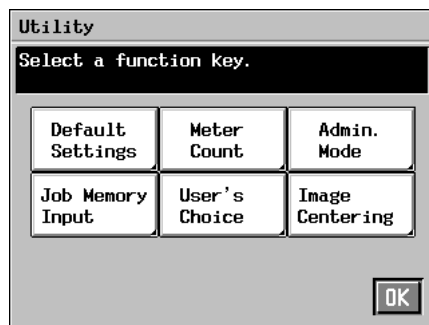 Utility
Select a function key.
Default
Settings
Meter
Count
Admin.
Mode
Job Memory
Input
User's
Choice
Image
Centering
OK